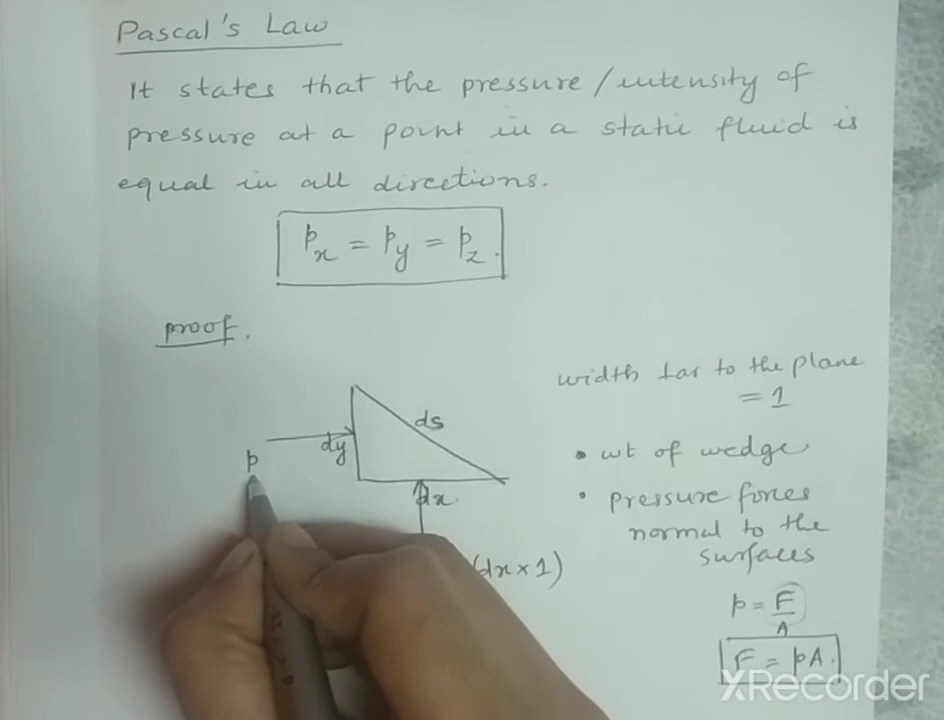 Pascal's Law
It states that the pressure / intensity of
pressure at a point in a static fluid is
equal in all directions.
px = py = pz.
proof.
width lar to the plane
= 1
ds
dy
p
dx.
• wt of wedge
• pressure forces
normal to the
surfaces
(dx × 1)
p = F/A
F = pA.
XRecorder